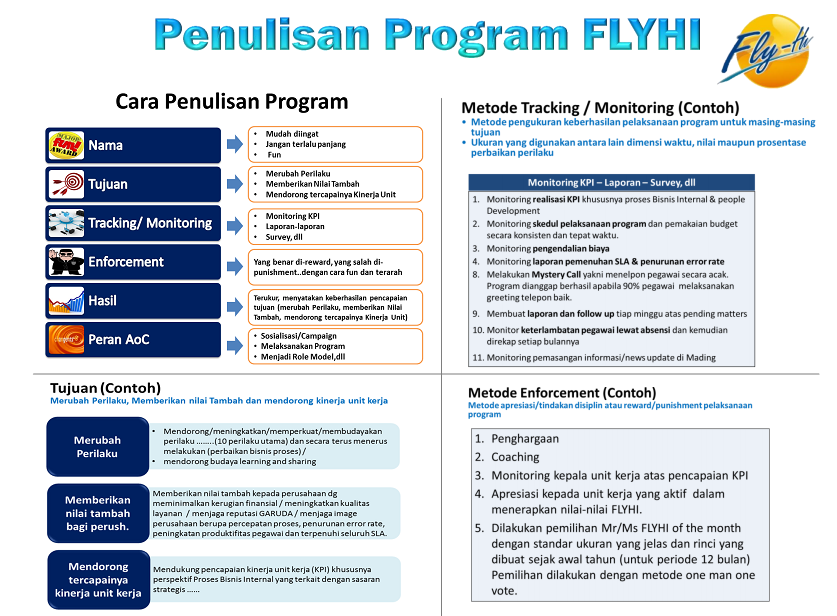 Penulisan Program FLYHI
Fly-Hi
Cara Penulisan Program
Nama
• Mudah diingat
• Jangan terlalu panjang
• Fun
Tujuan
• Merubah Perilaku
• Memberikan Nilai Tambah
• Mendorong tercapainya Kinerja Unit
Tracking/ Monitoring
• Monitoring KPI
• Laporan-laporan
• Survey, dll
Enforcement
Yang benar di-reward, yang salah di-
punishment..dengan cara fun dan terarah
Hasil
Terukur, menyatakan keberhasilan pencapaian
tujuan (merubah Perilaku, memberikan Nilai
Tambah, mendorong tercapainya Kinerja Unit)
Peran AoC
• Sosialisasi/Campaign
• Melaksanakan Program
• Menjadi Role Model,dll
Metode Tracking / Monitoring (Contoh)
• Metode pengukuran keberhasilan pelaksanaan program untuk masing-masing
tujuan
• Ukuran yang digunakan antara lain dimensi waktu, nilai maupun prosentase
perbaikan perilaku
Monitoring KPI – Laporan – Survey, dll
1. Monitoring realisasi KPI khususnya proses Bisnis Internal & people
Development
2. Monitoring skedul pelaksanaan program dan pemakaian budget
secara konsisten dan tepat waktu.
3. Monitoring pengendalian biaya
4. Monitoring laporan pemenuhan SLA & penurunan error rate
8. Melakukan Mystery Call yakni menelpon pegawai secara acak.
Program dianggap berhasil apabila 90% pegawai melaksanakan
greeting telepon baik.
9. Membuat laporan dan follow up tiap minggu atas pending matters
10. Monitor keterlambatan pegawai lewat absensi dan kemudian
direkap setiap bulannya
11. Monitoring pemasangan informasi/news update di Mading
Tujuan (Contoh)
Merubah Perilaku, Memberikan nilai Tambah dan mendorong kinerja unit kerja
Merubah
Perilaku
• Mendorong/meningkatkan/memperkuat/membudayakan
perilaku ........(10 perilaku utama) dan secara terus menerus
melakukan (perbaikan bisnis proses) /
• mendorong budaya learning and sharing
Memberikan
nilai tambah
bagi perush.
Memberikan nilai tambah kepada perusahaan dg
meminimalkan kerugian finansial / meningkatkan kualitas
layanan / menjaga reputasi GARUDA / menjaga image
perusahaan berupa percepatan proses, penurunan error rate,
peningkatan produktifitas pegawai dan terpenuhi seluruh SLA.
Mendorong
tercapainya
kinerja unit kerja
Mendukung pencapaian kinerja unit kerja (KPI) khususnya
perspektif Proses Bisnis Internal yang terkait dengan sasaran
strategis ......
Metode Enforcement (Contoh)
Metode apresiasi/tindakan disiplin atau reward/punishment pelaksanaan
program
1. Penghargaan
2. Coaching
3. Monitoring kepala unit kerja atas pencapaian KPI
4. Apresiasi kepada unit kerja yang aktif dalam
menerapkan nilai-nilai FLYHI.
5. Dilakukan pemilihan Mr/Ms FLYHI of the month
dengan standar ukuran yang jelas dan rinci yang
dibuat sejak awal tahun (untuk periode 12 bulan)
Pemilihan dilakukan dengan metode one man one
vote.